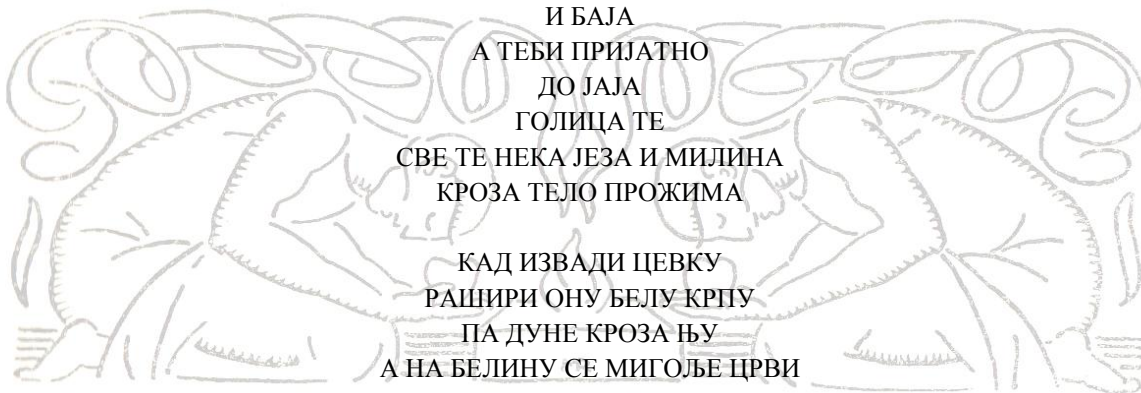 И БАЈА
А ТЕБИ ПРИЈАТНО
ДО ЈАЈА
ГОЛИЦА ТЕ
СВЕ ТЕ НЕКА ЈЕЗА И МИЛИНА
КРОЗА ТЕЛО ПРОЖИМА
КАД ИЗВАДИ ЦЕВКУ
РАШИРИ ОНУ БЕЛУ КРПУ
ПА ДУНЕ КРОЗА ЊУ
А НА БЕЛИНУ СЕ МИГОЉЕ ЦРВИ